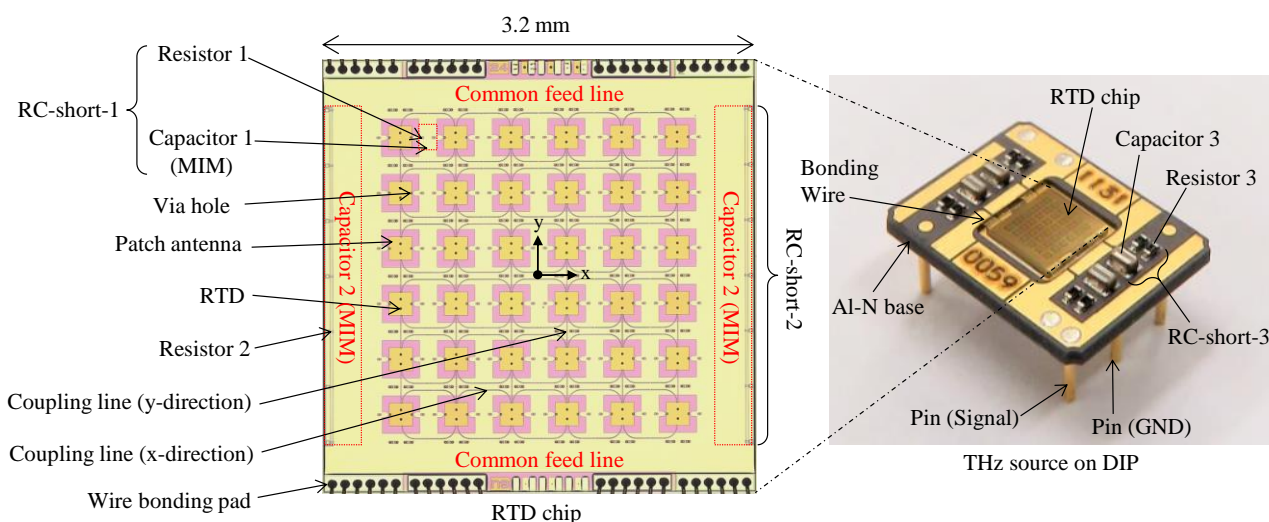 3.2 mm
Resistor 1
RC-short-1
Capacitor 1
(MIM)
Via hole
Patch antenna
RTD
Resistor 2
Coupling line (y-direction)
Coupling line (x-direction)
Wire bonding pad
Common feed line
Capacitor 2 (MIM)
y
x
Capacitor 2 (MIM)
RC-short-2
Common feed line
RTD chip
RTD chip
Capacitor 3
Resistor 3
Bonding
Wire
1131
0059
Al-N base
RC-short-3
Pin (Signal)
Pin (GND)
THz source on DIP